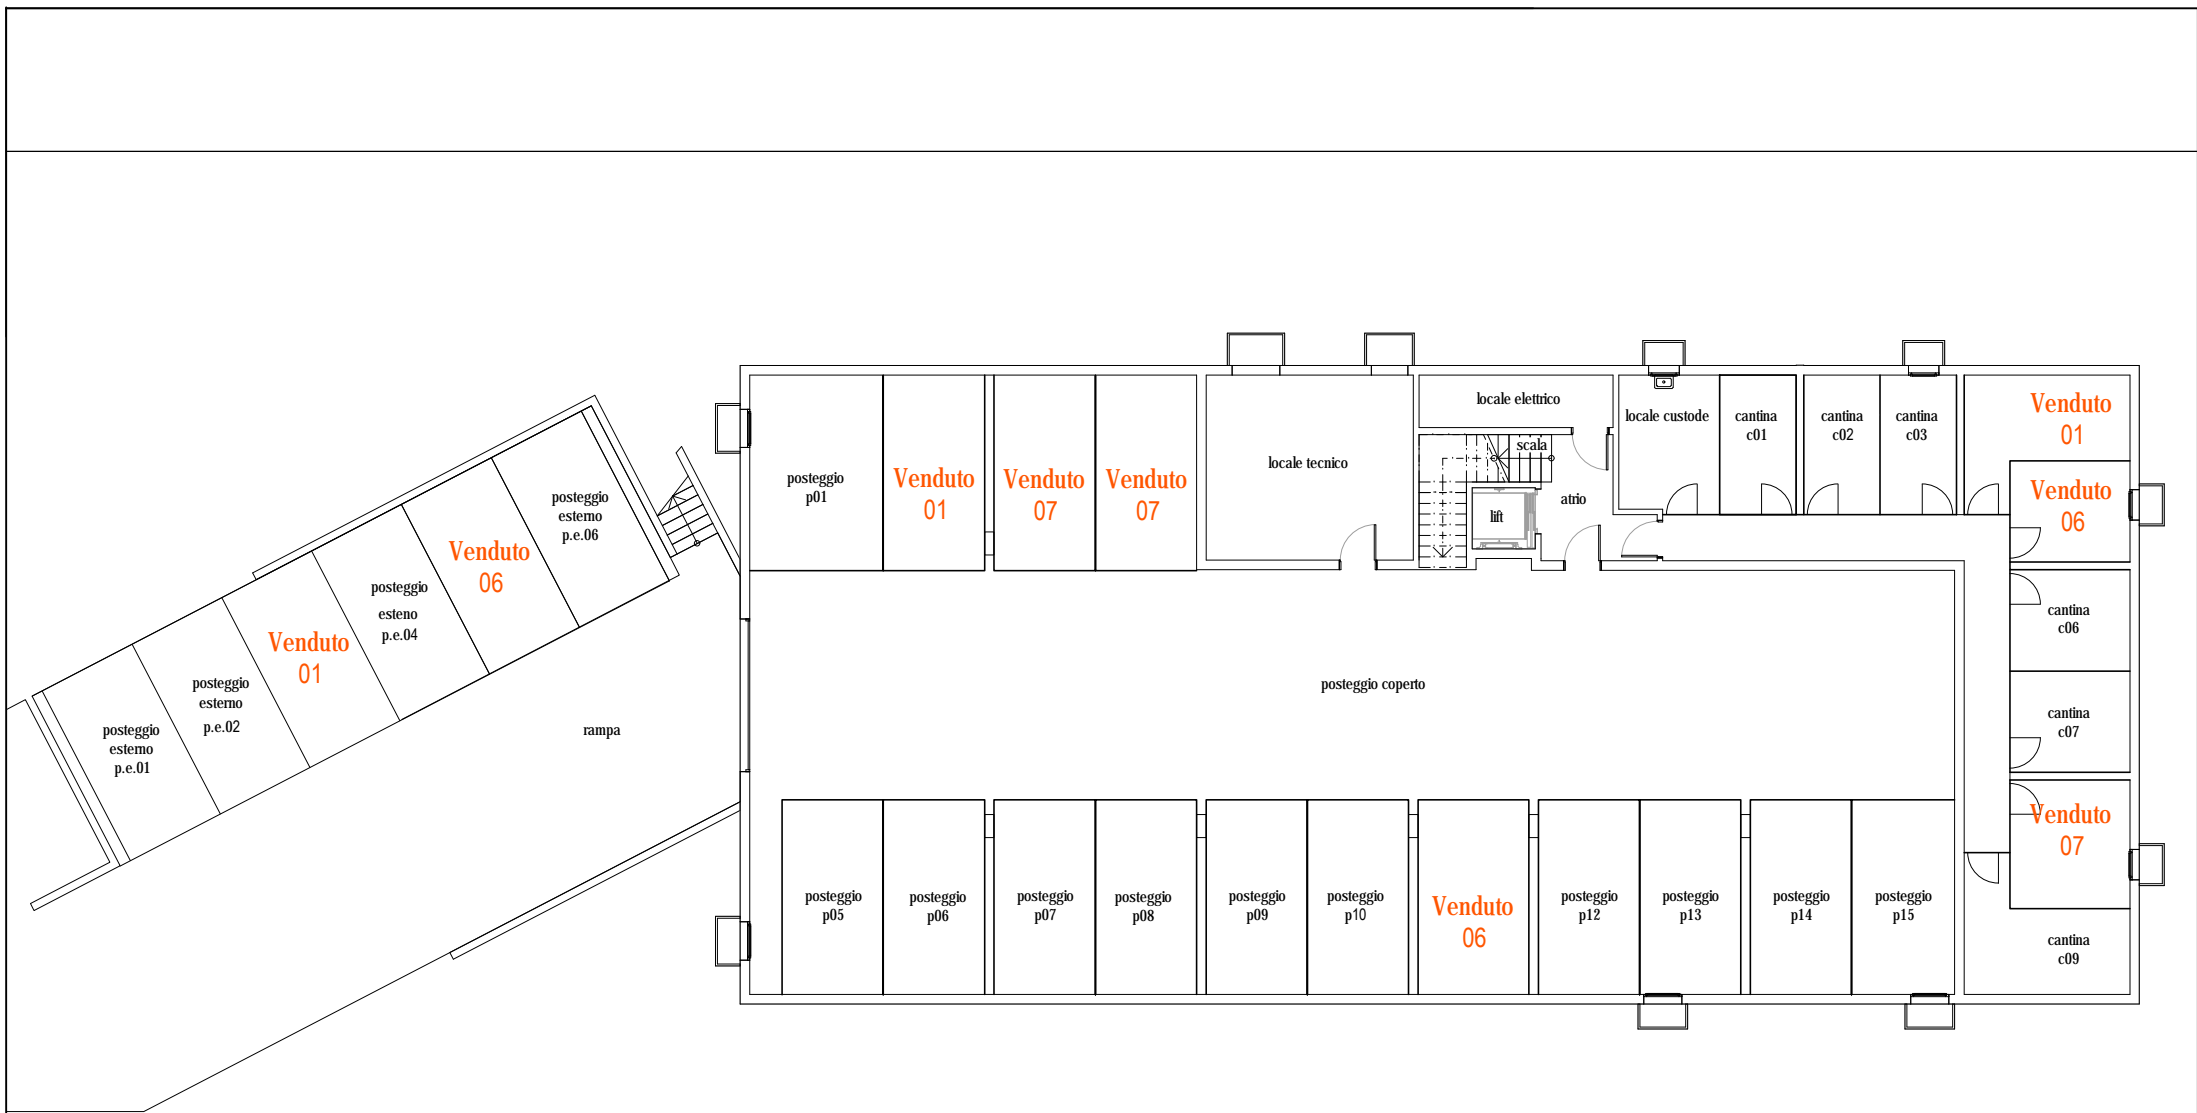 locale elettrico
scala
atrio
lift
locale tecnico
locale custode
cantina
c01
cantina
c02
cantina
c03
Venduto
01
Venduto
06
cantina
c06
cantina
c07
Venduto
07
cantina
c09
posteggio
p01
Venduto
01
Venduto
07
Venduto
07
posteggio
esterno
p.e.06
Venduto
06
posteggio
esteno
p.e.04
Venduto
01
posteggio
esterno
p.e.02
posteggio
esterno
p.e.01
rampa
posteggio coperto
posteggio
p05
posteggio
p06
posteggio
p07
posteggio
p08
posteggio
p09
posteggio
p10
Venduto
06
posteggio
p12
posteggio
p13
posteggio
p14
posteggio
p15